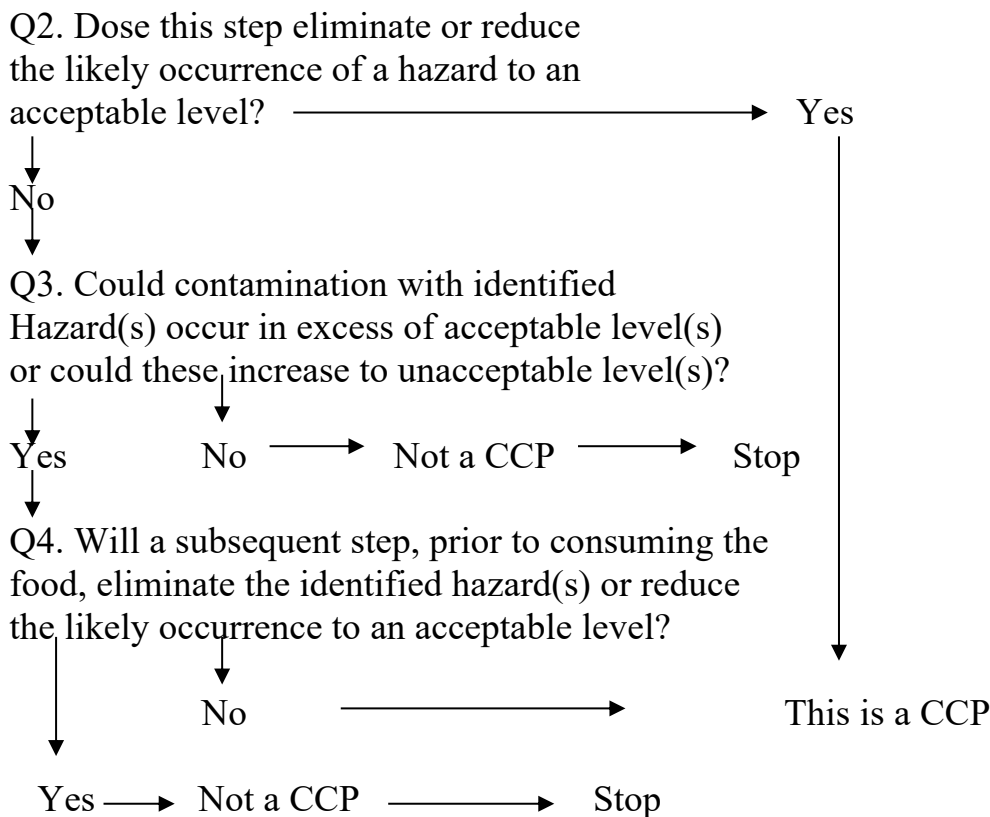 Q2. Dose this step eliminate or reduce
the likely occurrence of a hazard to an
acceptable level? Yes
No
Q3. Could contamination with identified
Hazard(s) occur in excess of acceptable level(s)
or could these increase to unacceptable level(s)?
Yes No Not a CCP Stop
Q4. Will a subsequent step, prior to consuming the
food, eliminate the identified hazard(s) or reduce
the likely occurrence to an acceptable level?
No This is a CCP
Yes Not a CCP Stop